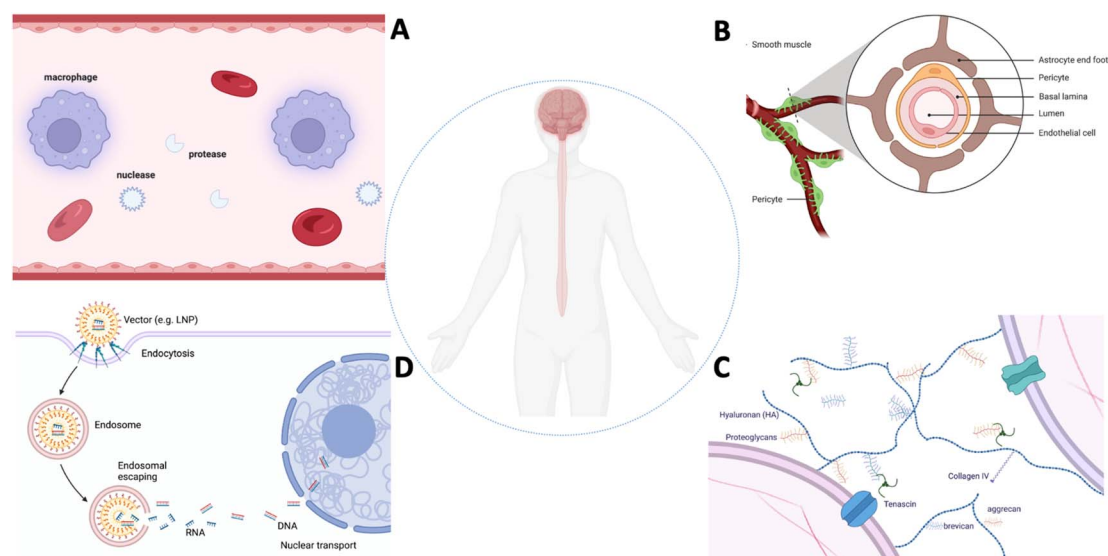 A
macrophage
protease
nuclease
B
Smooth muscle
Astrocyte end foot
Pericyte
Basal lamina
Lumen
Endothelial cell
Pericyte
D
Vector (e.g. LNP)
Endocytosis
Endosome
Endosomal
escaping
RNA
DNA
Nuclear transport
C
Hyaluronan (HA)
Proteoglycans
Collagen IV
Tenascin
aggrecan
brevican